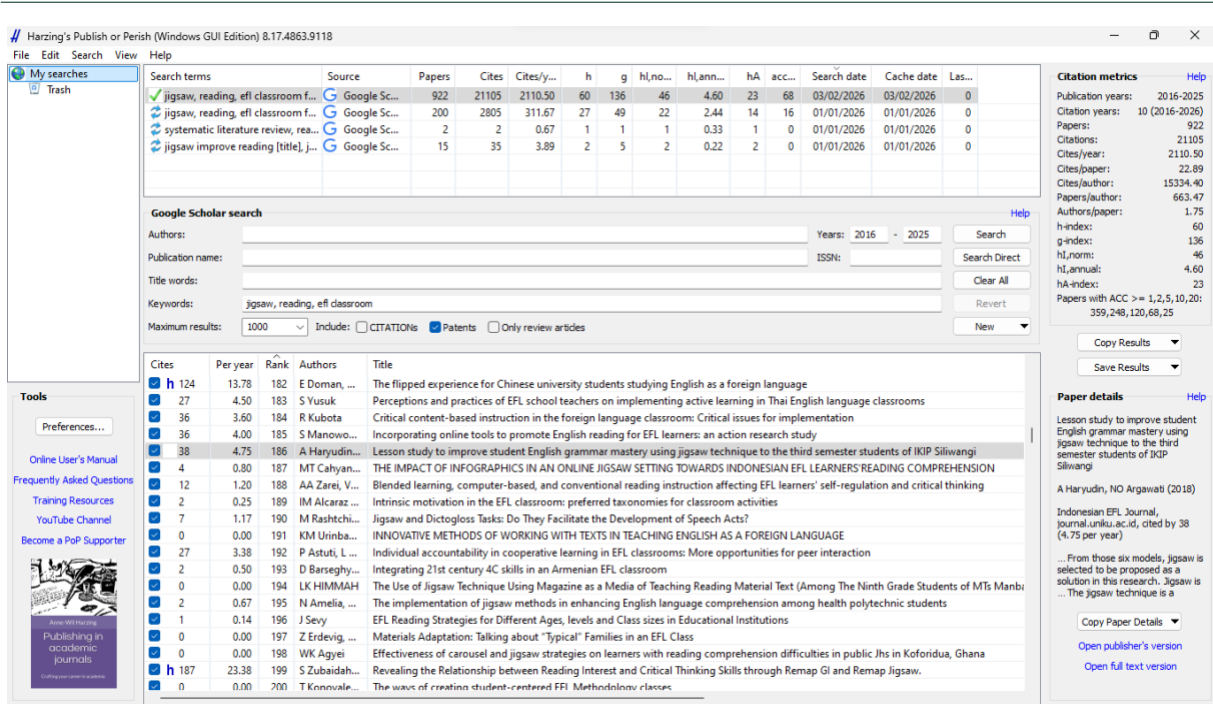 Harzing's Publish or Perish (Windows GUI Edition) 8.17.4863.9118
File Edit Search View Help
My searches
Trash
Search terms Source Papers Cites Cites/y... h g hI,no... hI,ann... hA acc... Search date Cache date Las...
jigsaw, reading, efl classroom f... Google Sc... 922 21105 2110.50 60 136 46 4.60 23 68 03/02/2026 03/02/2026 0
jigsaw, reading, efl classroom f... Google Sc... 200 2805 311.67 27 49 22 2.44 14 16 01/01/2026 01/01/2026 0
systematic literature review, rea... Google Sc... 2 2 0.67 1 1 1 0.33 1 0 01/01/2026 01/01/2026 0
jigsaw improve reading [title], j... Google Sc... 15 35 3.89 2 5 2 0.22 2 0 01/01/2026 01/01/2026 0
Google Scholar search Help
Authors: Years: 2016 - 2025 Search
Publication name: ISSN: Search Direct
Title words: Clear All
Keywords: jigsaw, reading, efl classroom Revert
Maximum results: 1000 Include: CITATIONs Patents Only review articles New
Cites Per year Rank Authors Title
h 124 13.78 182 E Doman, ... The flipped experience for Chinese university students studying English as a foreign language
27 4.50 183 S Yusuk Perceptions and practices of EFL school teachers on implementing active learning in Thai English language classrooms
36 3.60 184 R Kubota Critical content-based instruction in the foreign language classroom: Critical issues for implementation
36 4.00 185 S Manowo... Incorporating online tools to promote English reading for EFL learners: an action research study
38 4.75 186 A Haryudin... Lesson study to improve student English grammar mastery using jigsaw technique to the third semester students of IKIP Siliwangi
4 0.80 187 MT Cahyan... THE IMPACT OF INFOGRAPHICS IN AN ONLINE JIGSAW SETTING TOWARDS INDONESIAN EFL LEARNERS'READING COMPREHENSION
12 1.20 188 AA Zarei, V... Blended learning, computer-based, and conventional reading instruction affecting EFL learners' self-regulation and critical thinking
2 0.25 189 IM Alcaraz ... Intrinsic motivation in the EFL classroom: preferred taxonomies for classroom activities
7 1.17 190 M Rashtchi... Jigsaw and Dictogloss Tasks: Do They Facilitate the Development of Speech Acts?
0 0.00 191 KM Urinba... INNOVATIVE METHODS OF WORKING WITH TEXTS IN TEACHING ENGLISH AS A FOREIGN LANGUAGE
27 3.38 192 P Astuti, L ... Individual accountability in cooperative learning in EFL classrooms: More opportunities for peer interaction
2 0.50 193 D Barseghy... Integrating 21st century 4C skills in an Armenian EFL classroom
0 0.00 194 LK HIMMAH The Use of Jigsaw Technique Using Magazine as a Media of Teaching Reading Material Text (Among The Ninth Grade Students of MTs Manba
2 0.67 195 N Amelia, ... The implementation of jigsaw methods in enhancing English language comprehension among health polytechnic students
1 0.14 196 J Sevy EFL Reading Strategies for Different Ages, levels and Class sizes in Educational Institutions
0 0.00 197 Z Erdevig, ... Materials Adaptation: Talking about "Typical" Families in an EFL Class
0 0.00 198 WK Agyei Effectiveness of carousel and jigsaw strategies on learners with reading comprehension difficulties in public Jhs in Koforidua, Ghana
h 187 23.38 199 S Zubaidah... Revealing the Relationship between Reading Interest and Critical Thinking Skills through Remap GI and Remap Jigsaw.
0 0.00 200 T Konovale... The ways of creating student-centered EFL Methodology classes
Tools
Preferences...
Online User's Manual
Frequently Asked Questions
Training Resources
YouTube Channel
Become a PoP Supporter
Anne-Wil Harzing
Publishing in
academic
journals
Crafting your career in academia
Citation metrics Help
Publication years: 2016-2025
Citation years: 10 (2016-2026)
Papers: 922
Citations: 21105
Cites/year: 2110.50
Cites/paper: 22.89
Cites/author: 15334.40
Papers/author: 663.47
Authors/paper: 1.75
h-index: 60
g-index: 136
hI,norm: 46
hI,annual: 4.60
hA-index: 23
Papers with ACC >= 1,2,5,10,20:
359,248,120,68,25
Copy Results
Save Results
Paper details Help
Lesson study to improve student
English grammar mastery using
jigsaw technique to the third
semester students of IKIP
Siliwangi
A Haryudin, NO Argawati (2018)
Indonesian EFL Journal,
journal.uniku.ac.id, cited by 38
(4.75 per year)
... From those six models, jigsaw is
selected to be proposed as a
solution in this research. Jigsaw is
... The jigsaw technique is a
Copy Paper Details
Open publisher's version
Open full text version